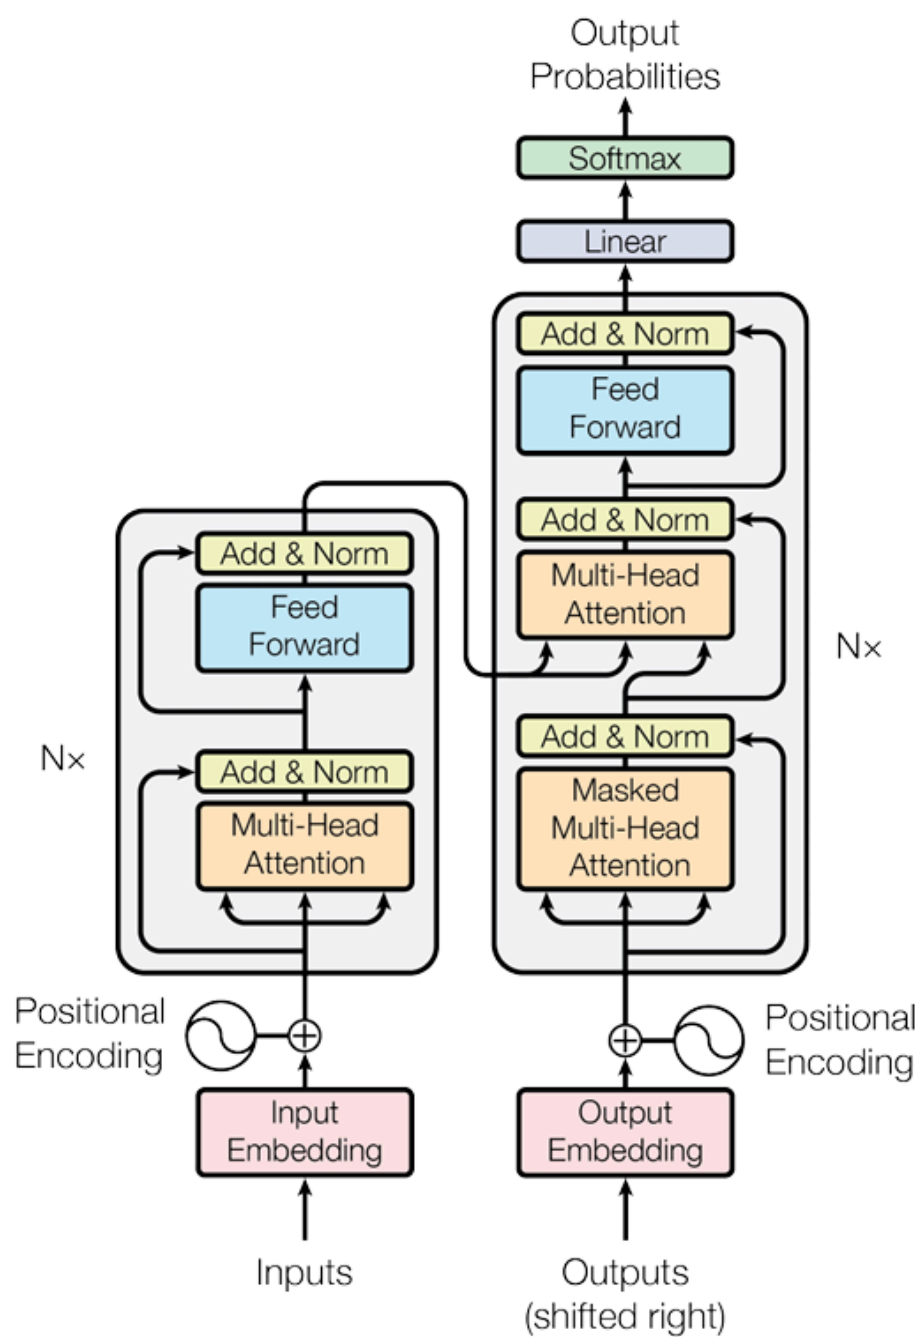 Output
Probabilities
Softmax
Linear
Add & Norm
Feed
Forward
Add & Norm
Multi-Head
Attention
Nx
Add & Norm
Masked
Multi-Head
Attention
Add & Norm
Feed
Forward
Nx
Add & Norm
Multi-Head
Attention
Positional
Encoding
Positional
Encoding
Input
Embedding
Output
Embedding
Inputs
Outputs
(shifted right)